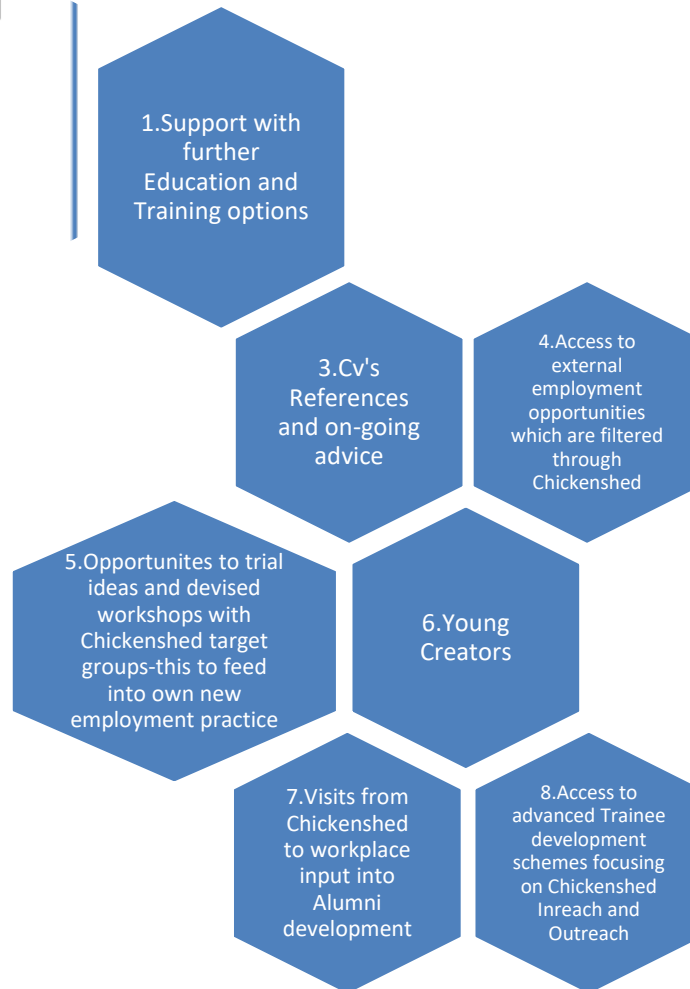 1.Support with
further
Education and
Training options
3.Cv's
References
and on-going
advice
4.Access to
external
employment
opportunities
which are filtered
through
Chickenshed
5.Opportunites to trial
ideas and devised
workshops with
Chickenshed target
groups-this to feed
into own new
employment practice
6.Young
Creators
7.Visits from
Chickenshed
to workplace
input into
Alumni
development
8.Access to
advanced Trainee
development
schemes focusing
on Chickenshed
Inreach and
Outreach